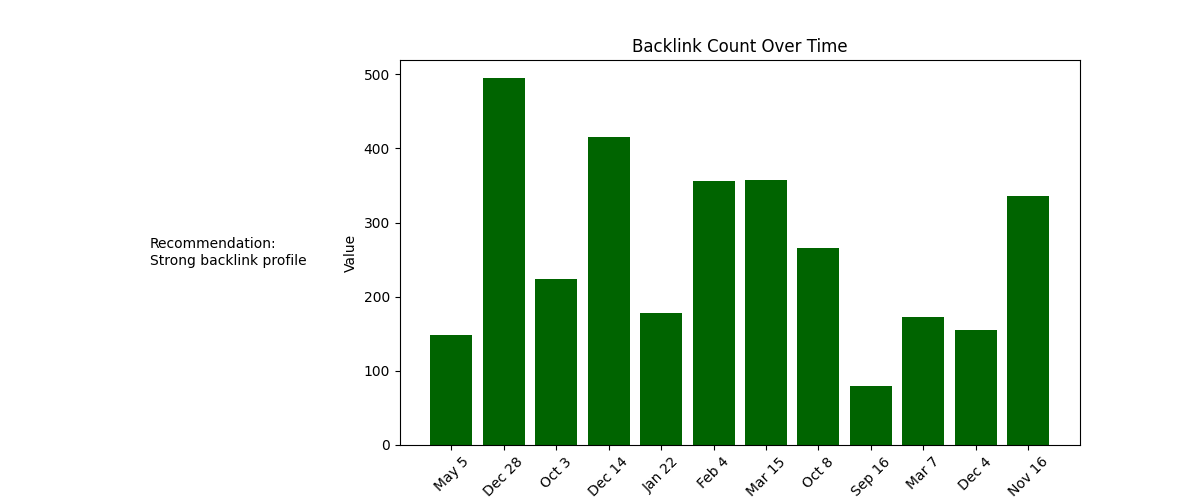 Backlink Count Over Time
Recommendation:
Strong backlink profile
Value
500
400
300
200
100
0
May 5
Dec 28
Oct 3
Dec 14
Jan 22
Feb 4
Mar 15
Oct 8
Sep 16
Mar 7
Dec 4
Nov 16